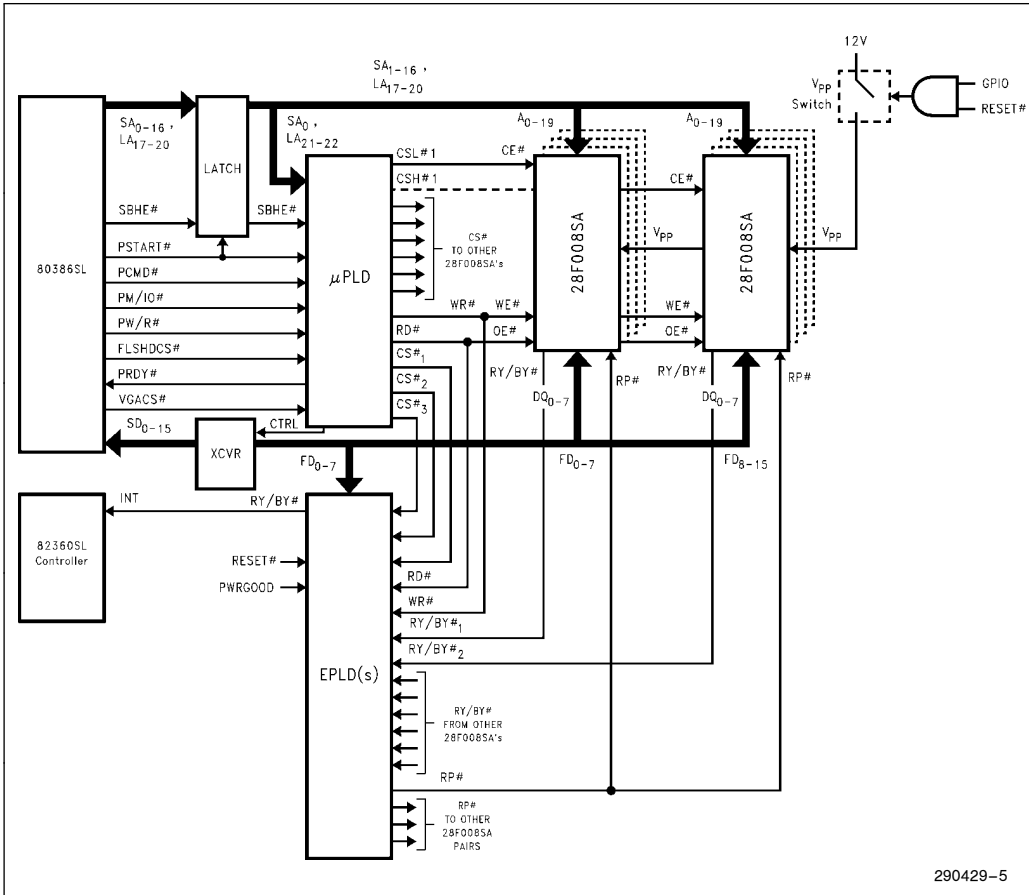 12V
SA1-16 ,
LA17-20
VPP
Switch
GPIO
RESET#
SA0-16 ,
LA17-20
SA0 ,
LA21-22
A0-19
A0-19
LATCH
CSL#1
CE#
CSH#1
CE#
SBHE#
SBHE#
CS#
TO OTHER
28F008SA's
28F008SA
VPP
28F008SA
VPP
80386SL
PSTART#
μPLD
PCMD#
PM/IO#
WR#
WE#
WE#
PW/R#
RD#
OE#
OE#
FLSHDCS#
CS#1
RY/BY#
RP#
RY/BY#
RP#
PRDY#
CS#2
DQ0-7
DQ0-7
VGACS#
CS#3
SD0-15
CTRL
XCVR
FD0-7
FD0-7
FD8-15
INT
RY/BY#
82360SL
Controller
RESET#
RD#
PWRGOOD
WR#
RY/BY#1
RY/BY#2
EPLD(s)
RY/BY#
FROM OTHER
28F008SA's
RP#
RP#
TO OTHER
28F008SA
PAIRS
290429-5